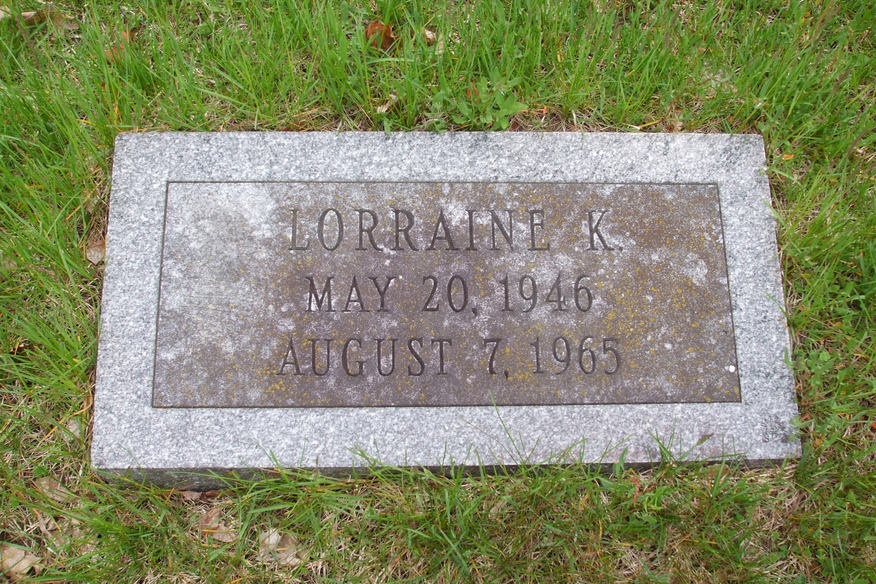 LORRAINE K.
MAY 20, 1946
AUGUST 7, 1965